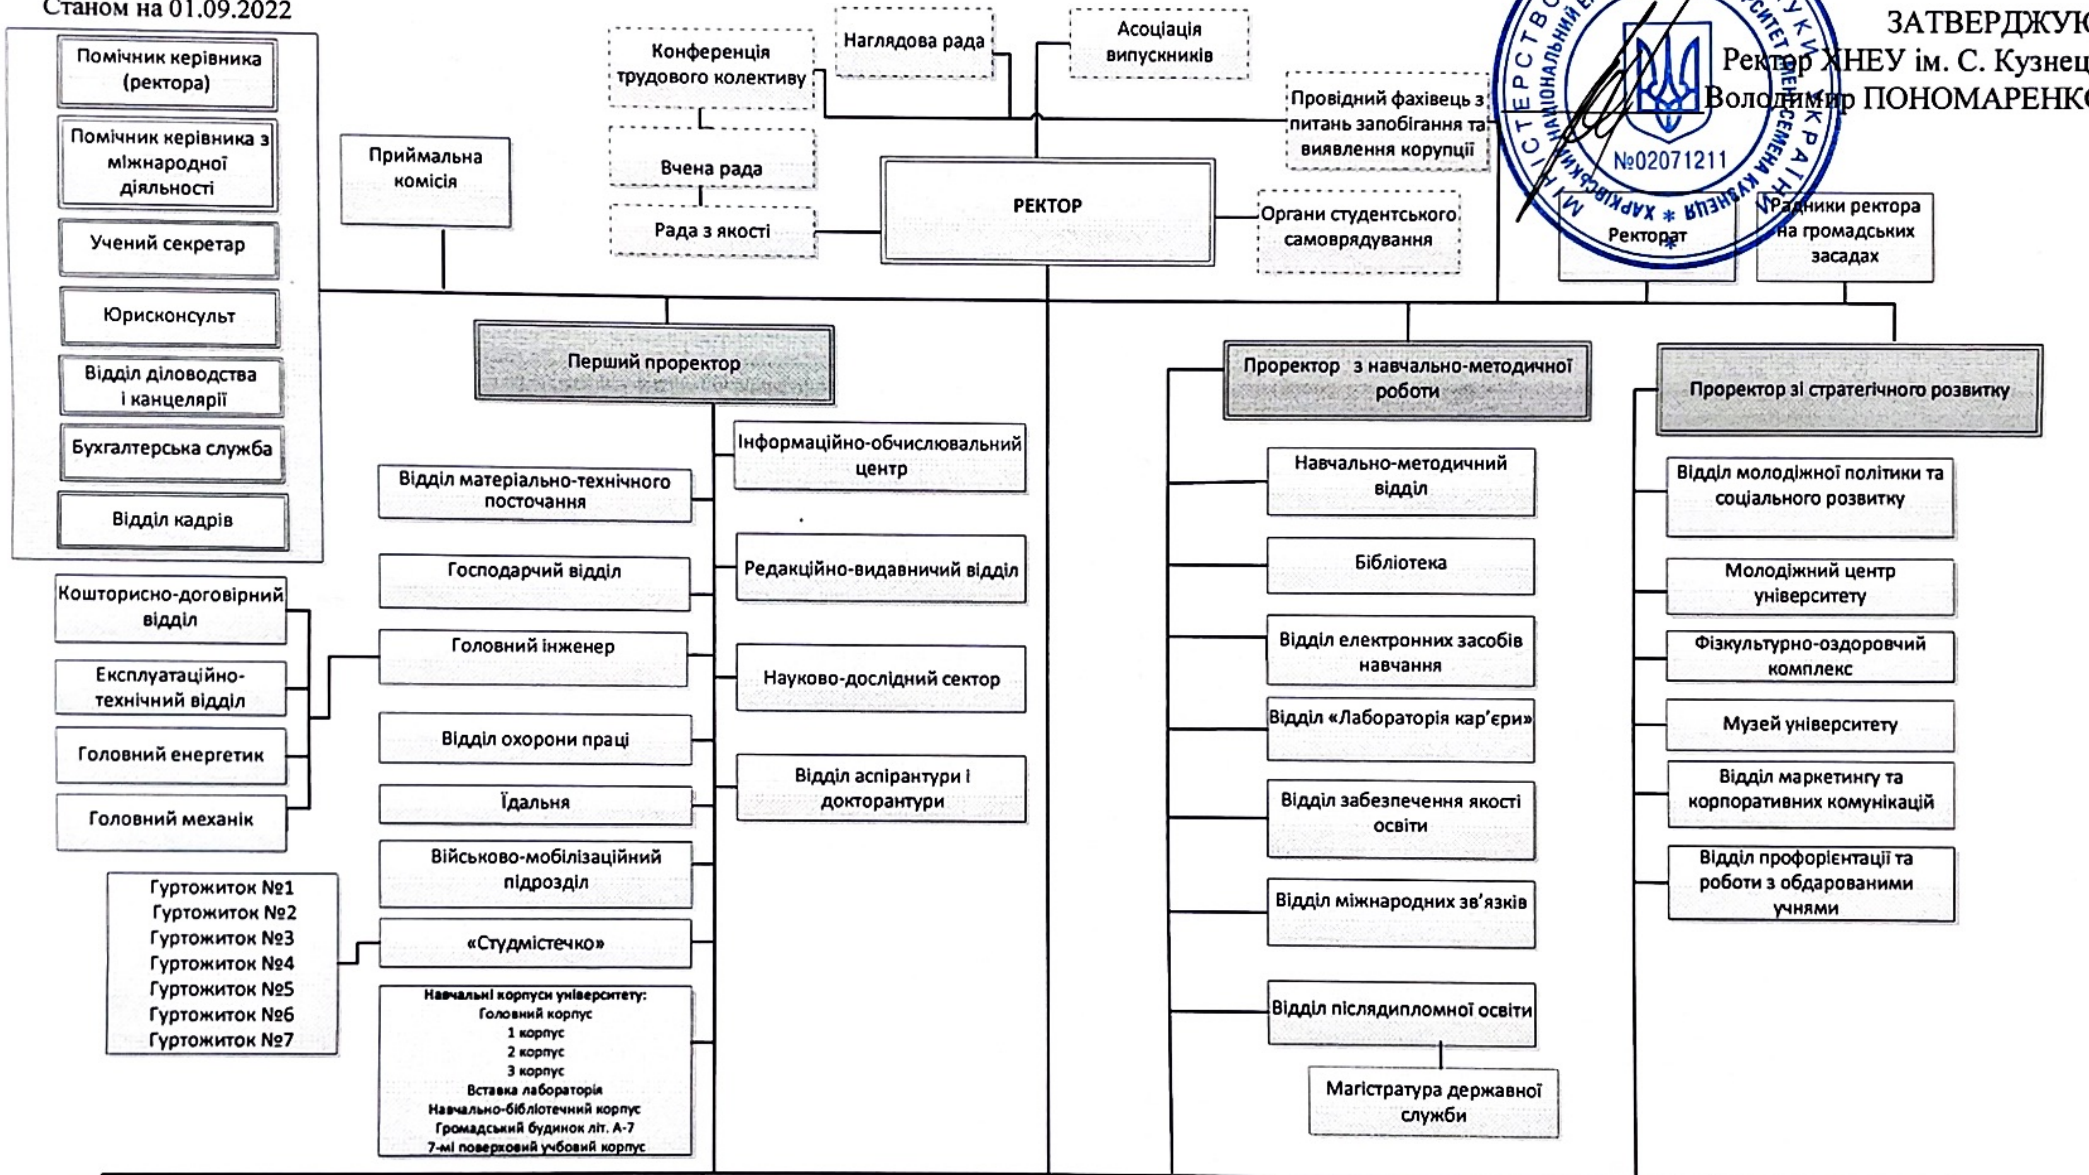 Станом на 01.09.2022
ЗАТВЕРДЖУЮ
Ректор ХНЕУ ім. С. Кузнец
Володимир ПОНОМАРЕНКО
№02071211
Помічник керівника
(ректора)
Помічник керівника з
міжнародної
діяльності
Учений секретар
Юрисконсульт
Відділ діловодства
і канцелярії
Бухгалтерська служба
Відділ кадрів
Приймальна
комісія
Конференція
трудового колективу
Вчена рада
Рада з якості
Наглядова рада
Асоціація
випускників
РЕКТОР
Провідний фахівець з
питань запобігання та
виявлення корупції
Органи студентського
самоврядування
Ректорат
Радники ректора
на громадських
засадах
Перший проректор
Проректор з навчально-методичної
роботи
Проректор зі стратегічного розвитку
Відділ матеріально-технічного
посточання
Господарчий відділ
Головний інженер
Відділ охорони праці
Їдальня
Військово-мобілізаційний
підрозділ
«Студмістечко»
Навчальні корпуси університету:
Головний корпус
1 корпус
2 корпус
3 корпус
Вставка лабораторія
Навчально-бібліотечний корпус
Громадський будинок літ. А-7
7-мі поверховий учбовий корпус
Кошторисно-договірний
відділ
Експлуатаційно-
технічний відділ
Головний енергетик
Головний механік
Гуртожиток №1
Гуртожиток №2
Гуртожиток №3
Гуртожиток №4
Гуртожиток №5
Гуртожиток №6
Гуртожиток №7
Інформаційно-обчислювальний
центр
Редакційно-видавничий відділ
Науково-дослідний сектор
Відділ аспірантури і
докторантури
Навчально-методичний
відділ
Бібліотека
Відділ електронних засобів
навчання
Відділ «Лабораторія кар’єри»
Відділ забезпечення якості
освіти
Відділ міжнародних зв’язків
Відділ післядипломної освіти
Магістратура державної
служби
Відділ молодіжної політики та
соціального розвитку
Молодіжний центр
університету
Фізкультурно-оздоровчий
комплекс
Музей університету
Відділ маркетингу та
корпоративних комунікацій
Відділ профорієнтації та
роботи з обдарованими
учнями